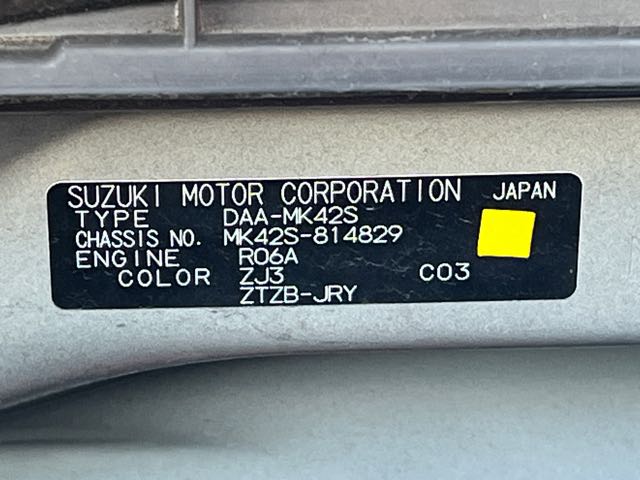 SUZUKI MOTOR CORPORATION JAPAN
TYPE DAA-MK42S
CHASSIS NO. MK42S-814829
ENGINE R06A
COLOR ZJ3 C03
ZTZB-JRY